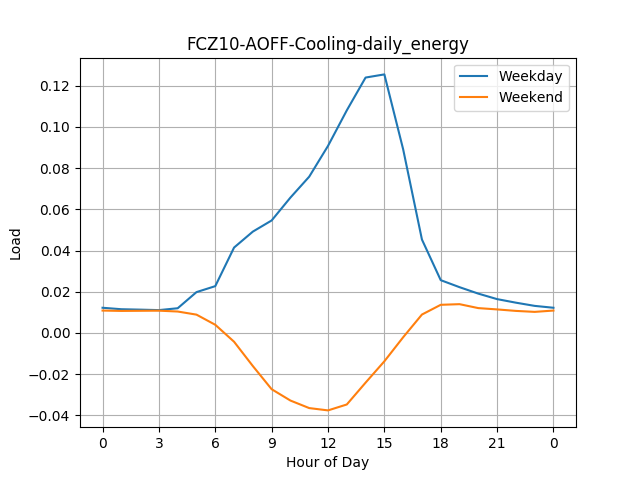 FCZ10-AOFF-Cooling-daily_energy
Weekday
Weekend
0.12
0.10
0.08
0.06
0.04
0.02
0.00
−0.02
−0.04
Load
0 3 6 9 12 15 18 21 0
Hour of Day